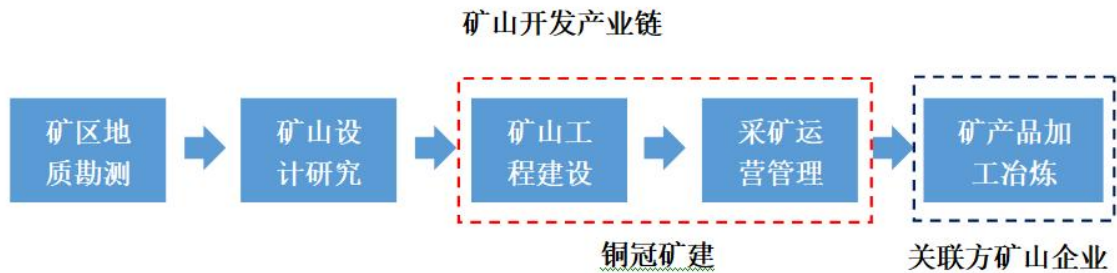 矿山开发产业链
矿区地
质勘测
矿山设
计研究
矿山工
程建设
采矿运
营管理
矿产品加
工冶炼
铜冠矿建
关联方矿山企业